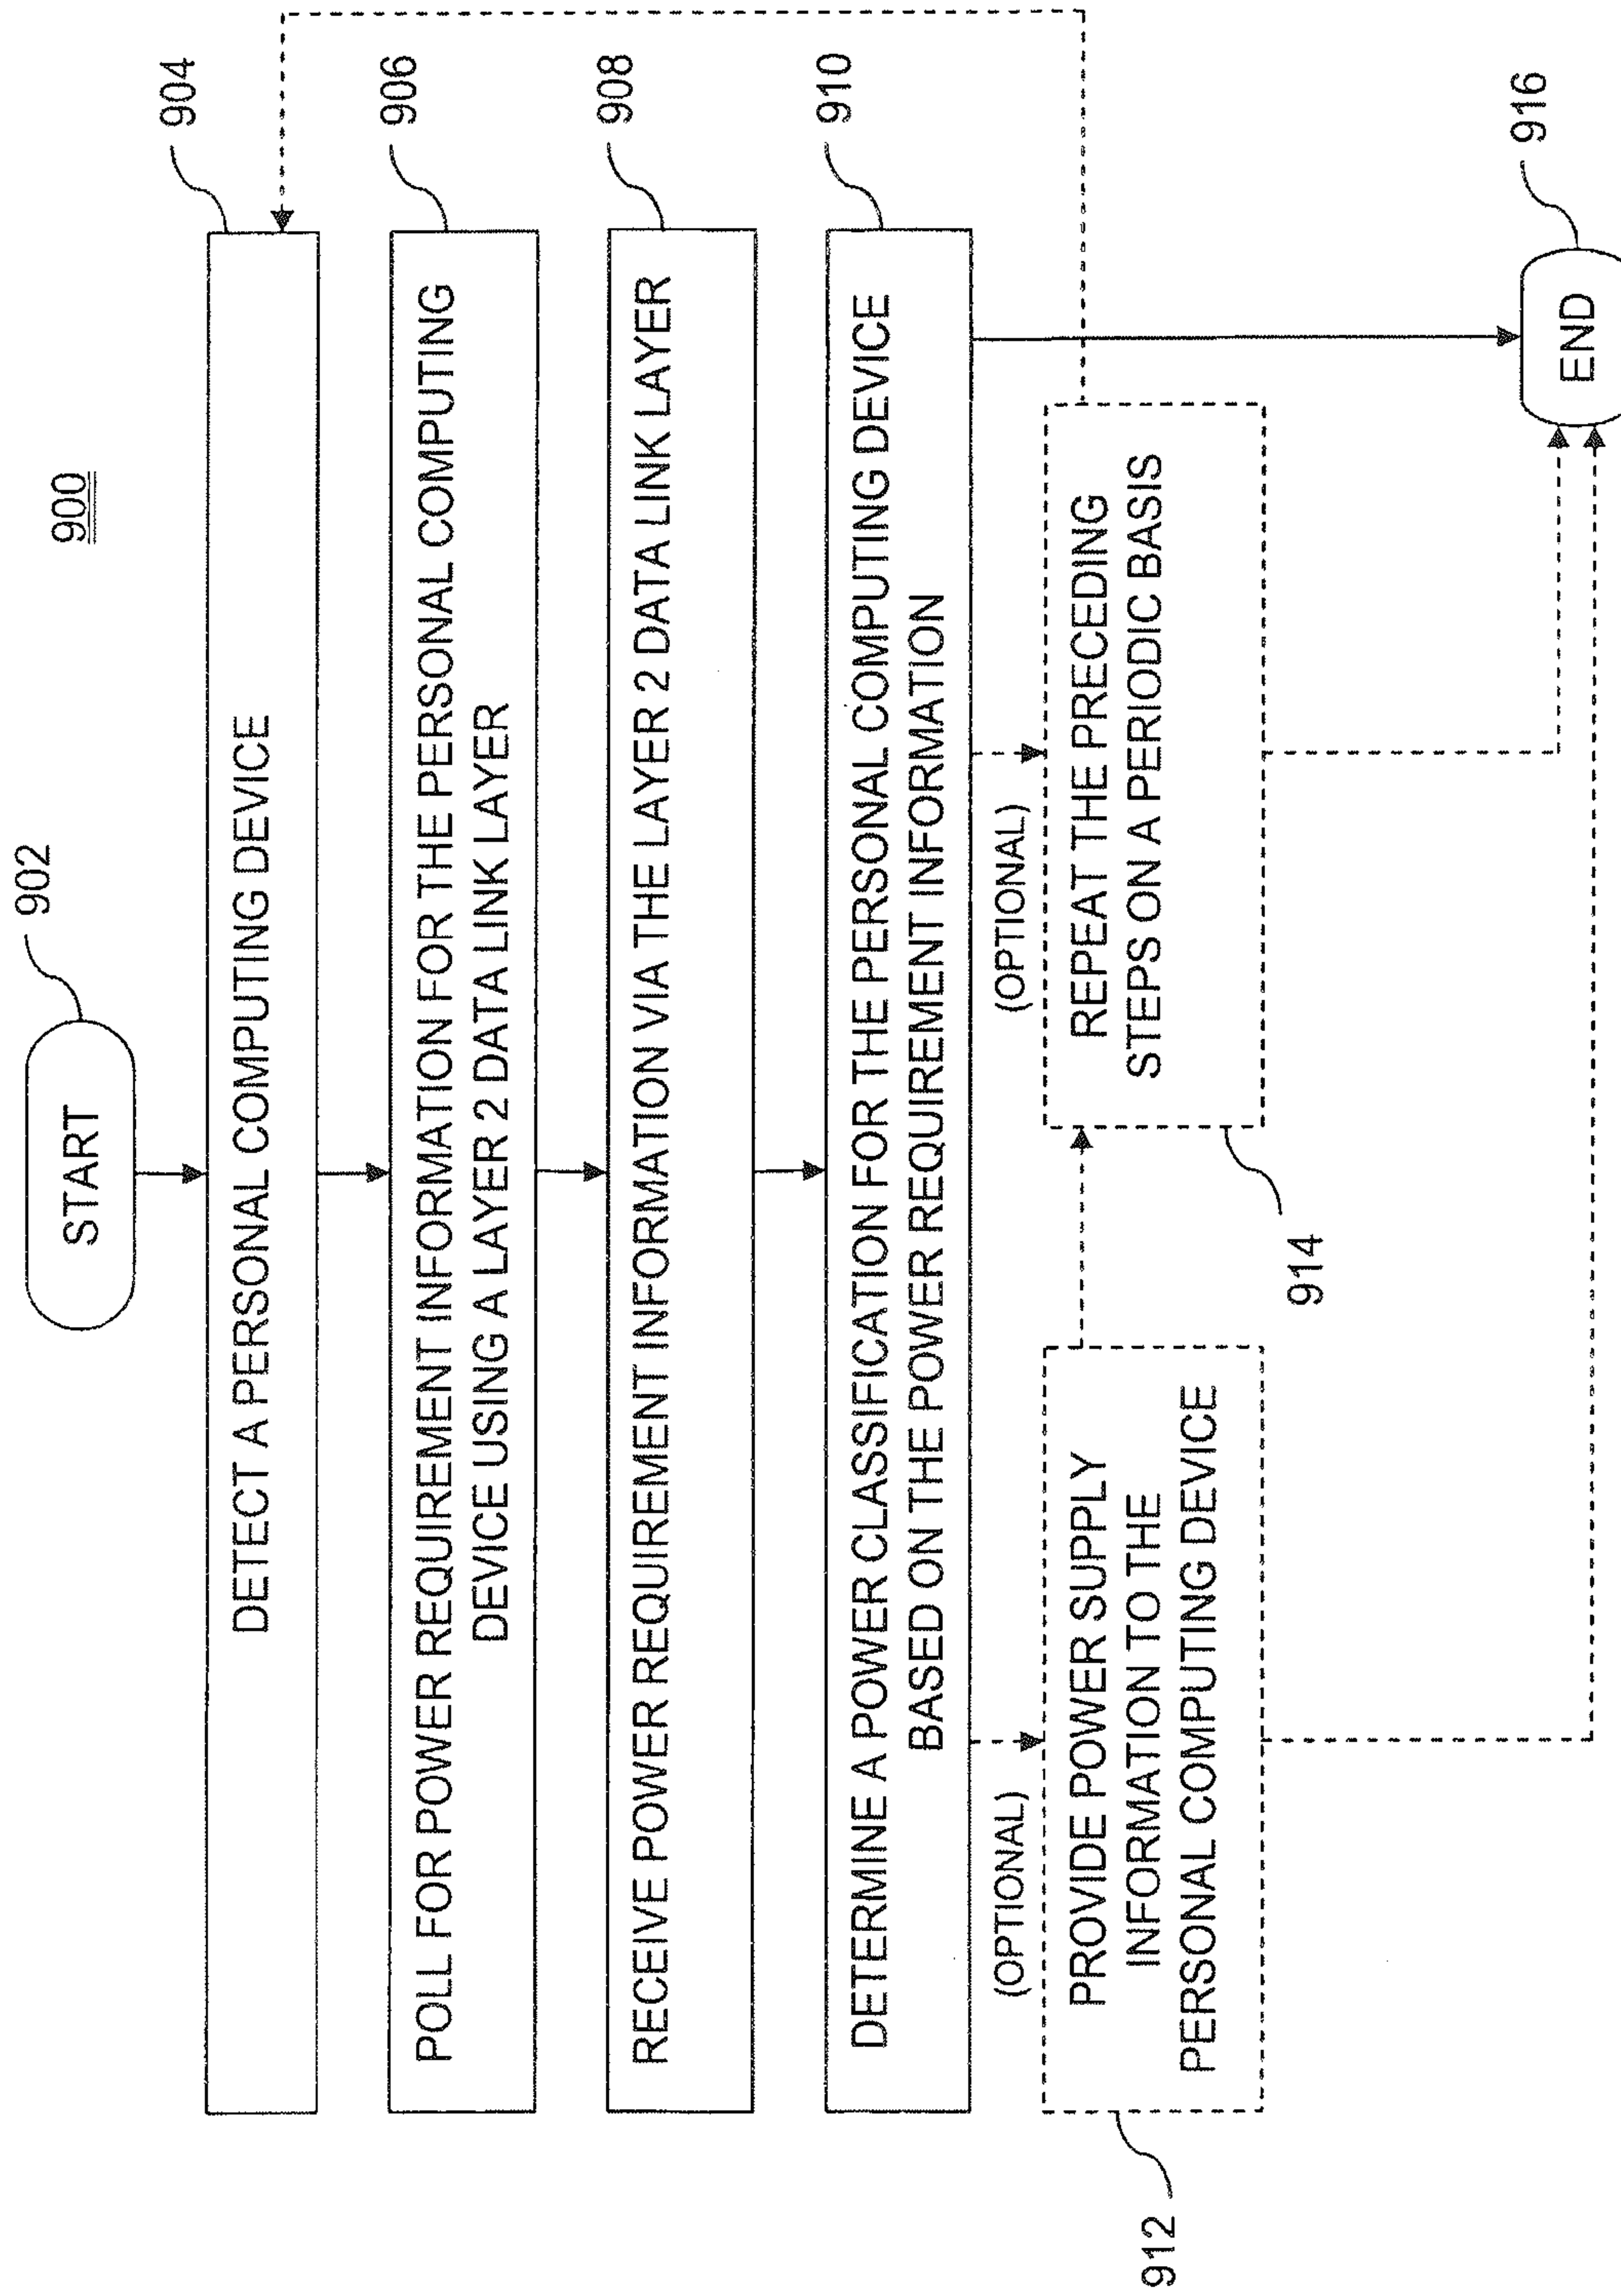 900
START
902
DETECT A PERSONAL COMPUTING DEVICE
904
POLL FOR POWER REQUIREMENT INFORMATION FOR THE PERSONAL COMPUTING
DEVICE USING A LAYER 2 DATA LINK LAYER
906
RECEIVE POWER REQUIREMENT INFORMATION VIA THE LAYER 2 DATA LINK LAYER
908
DETERMINE A POWER CLASSIFICATION FOR THE PERSONAL COMPUTING DEVICE
BASED ON THE POWER REQUIREMENT INFORMATION
910
(OPTIONAL)
(OPTIONAL)
912
PROVIDE POWER SUPPLY
INFORMATION TO THE
PERSONAL COMPUTING DEVICE
914
REPEAT THE PRECEDING
STEPS ON A PERIODIC BASIS
END
916